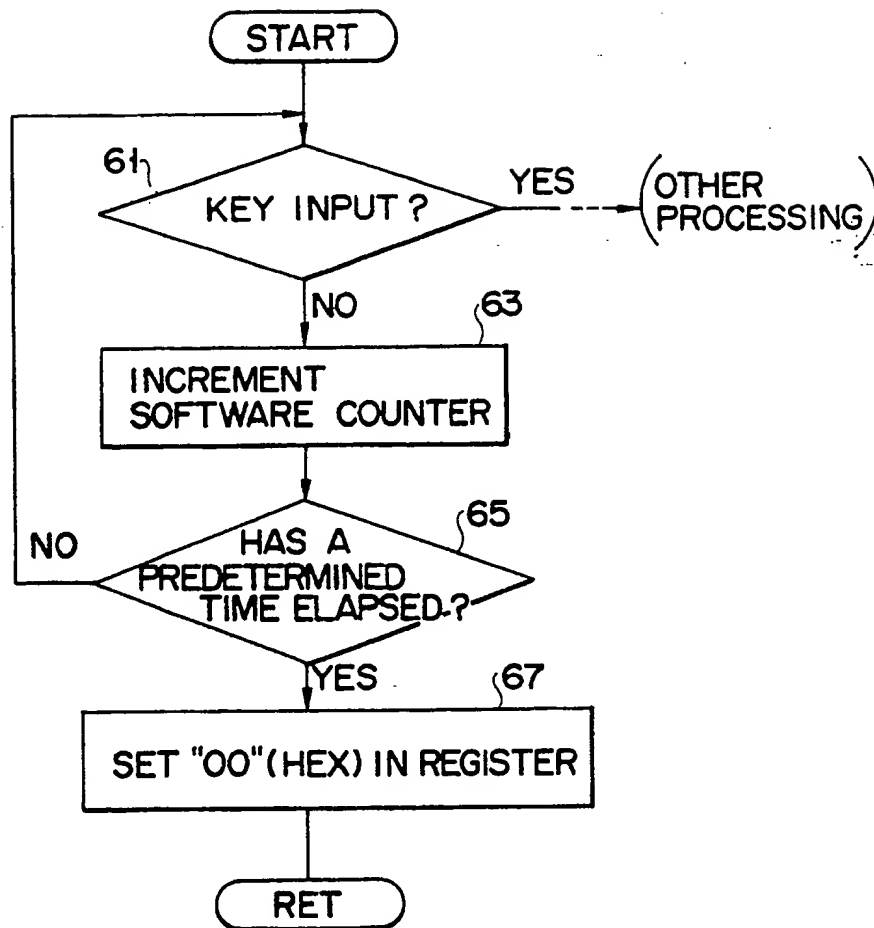 START
61
KEY INPUT?
YES
(OTHER
PROCESSING)
NO
63
INCREMENT
SOFTWARE COUNTER
65
NO
HAS A
PREDETERMINED
TIME ELAPSED?
YES
67
SET "00"(HEX) IN REGISTER
RET